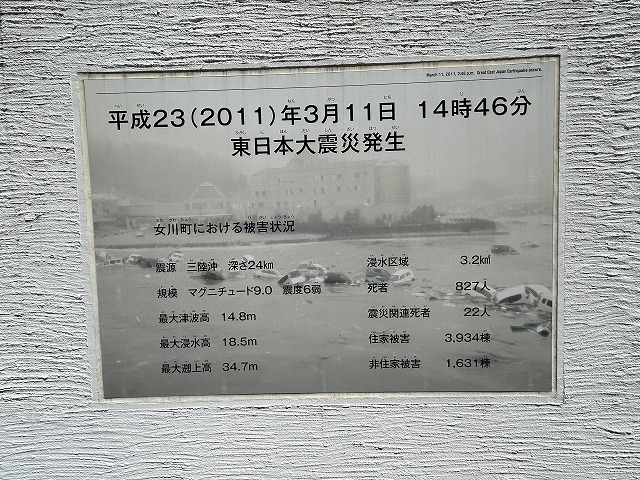 March 11, 2011, 2:46 p.m. Great East Japan Earthquake occurs.
平成23(2011)年3月11日 14時46分
東日本大震災発生
女川町における被害状況
震源 三陸沖 深さ24km
規模 マグニチュード9.0 震度6弱
最大津波高 14.8m
最大浸水高 18.5m
最大遡上高 34.7m
浸水区域 3.2k㎡
死者 827人
震災関連死者 22人
住家被害 3,934棟
非住家被害 1,631棟